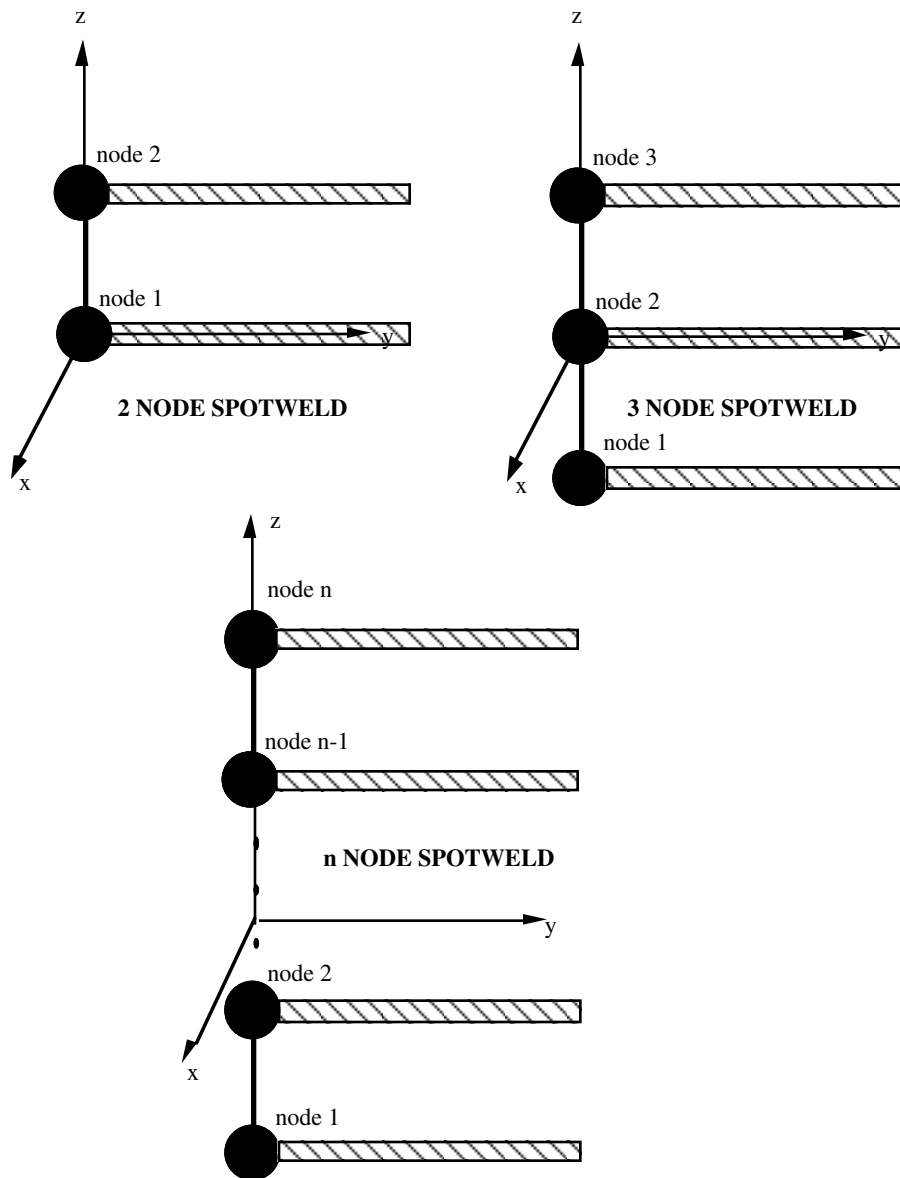 z
node 2
node 1
y
2 NODE SPOTWELD
x
z
node 3
node 2
y
3 NODE SPOTWELD
node 1
x
z
node n
node n-1
n NODE SPOTWELD
y
node 2
x
node 1